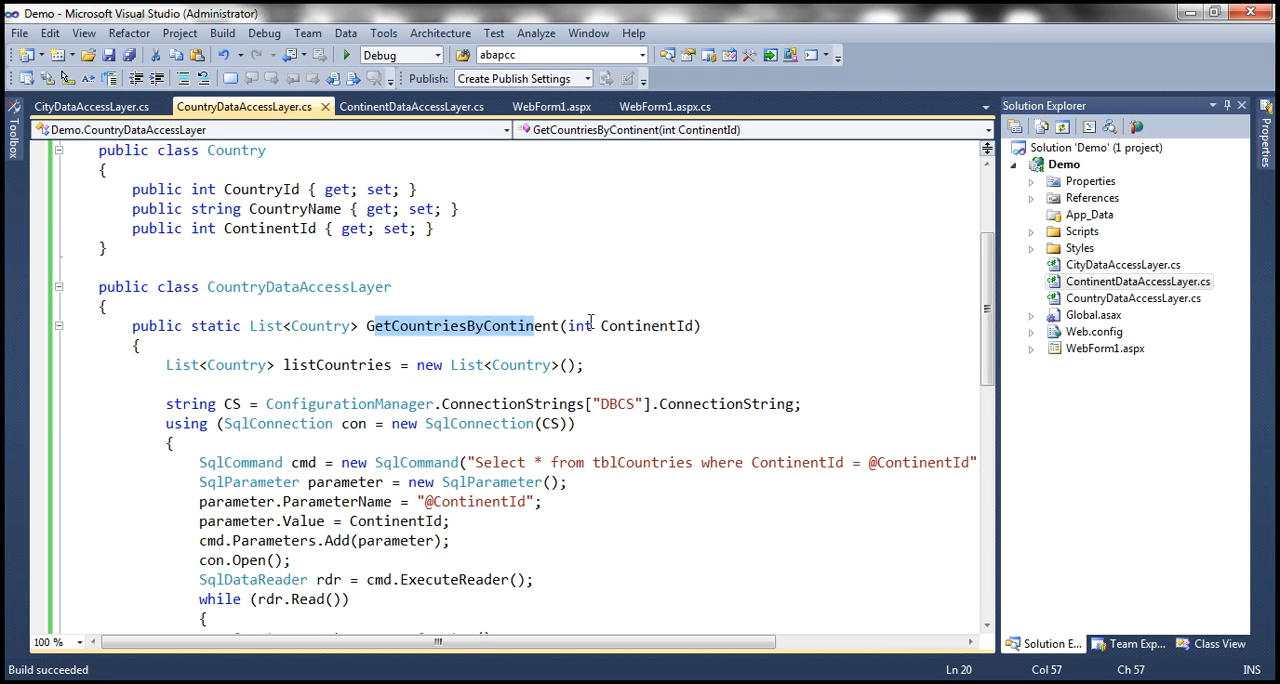 Demo - Microsoft Visual Studio (Administrator)
File Edit View Refactor Project Build Debug Team Data Tools Architecture Test Analyze Window Help
Debug abapcc
Publish: Create Publish Settings
CityDataAccessLayer.cs CountryDataAccessLayer.cs ContinentDataAccessLayer.cs WebForm1.aspx WebForm1.aspx.cs
Demo.CountryDataAccessLayer GetCountriesByContinent(int ContinentId)
public class Country
{
public int CountryId { get; set; }
public string CountryName { get; set; }
public int ContinentId { get; set; }
}
public class CountryDataAccessLayer
{
public static List<Country> GetCountriesByContinent(int ContinentId)
{
List<Country> listCountries = new List<Country>();
string CS = ConfigurationManager.ConnectionStrings["DBCS"].ConnectionString;
using (SqlConnection con = new SqlConnection(CS))
{
SqlCommand cmd = new SqlCommand("Select * from tblCountries where ContinentId = @ContinentId"
SqlParameter parameter = new SqlParameter();
parameter.ParameterName = "@ContinentId";
parameter.Value = ContinentId;
cmd.Parameters.Add(parameter);
con.Open();
SqlDataReader rdr = cmd.ExecuteReader();
while (rdr.Read())
{
100 %
Toolbox
Solution Explorer
Solution 'Demo' (1 project)
Demo
Properties
References
App_Data
Scripts
Styles
CityDataAccessLayer.cs
ContinentDataAccessLayer.cs
CountryDataAccessLayer.cs
Global.asax
Web.config
WebForm1.aspx
Solution E... Team Exp... Class View
Properties
Build succeeded Ln 20 Col 57 Ch 57 INS